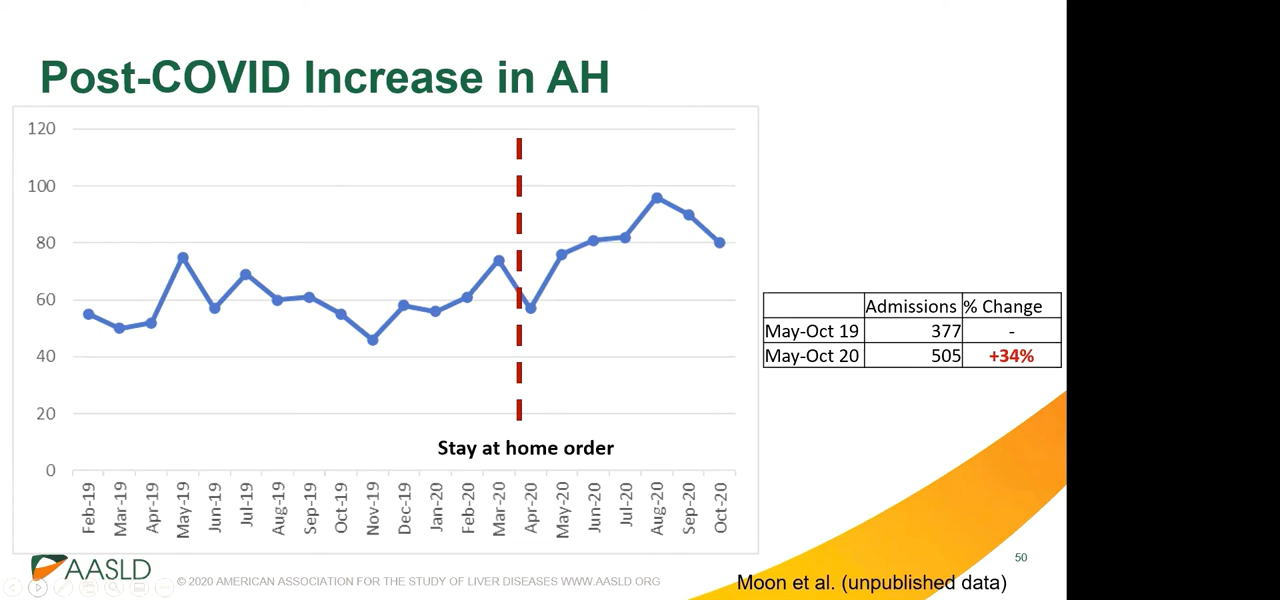 Post-COVID Increase in AH
120
100
80
60
40
20
0
Stay at home order
Feb-19
Mar-19
Apr-19
May-19
Jun-19
Jul-19
Aug-19
Sep-19
Oct-19
Nov-19
Dec-19
Jan-20
Feb-20
Mar-20
Apr-20
May-20
Jun-20
Jul-20
Aug-20
Sep-20
Oct-20
Admissions % Change
May-Oct 19 377 -
May-Oct 20 505 +34%
50
AASLD
© 2020 AMERICAN ASSOCIATION FOR THE STUDY OF LIVER DISEASES WWW.AASLD.ORG
Moon et al. (unpublished data)